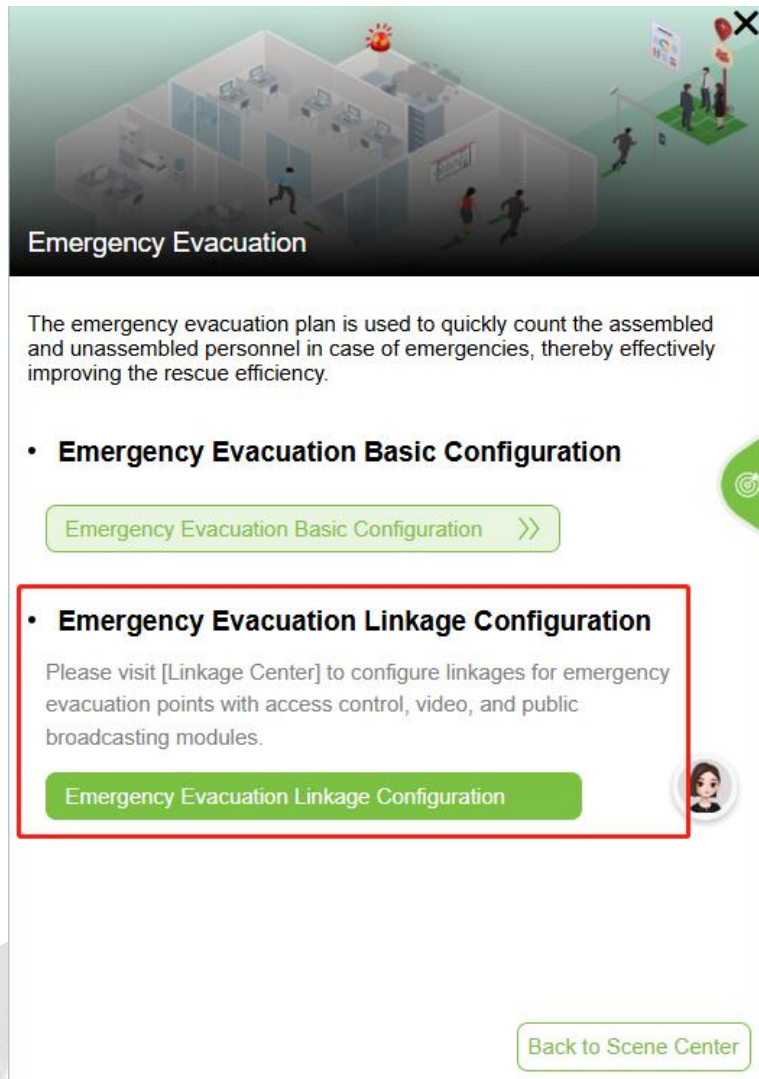 Emergency Evacuation
The emergency evacuation plan is used to quickly count the assembled
and unassembled personnel in case of emergencies, thereby effectively
improving the rescue efficiency.
• Emergency Evacuation Basic Configuration
Emergency Evacuation Basic Configuration
• Emergency Evacuation Linkage Configuration
Please visit [Linkage Center] to configure linkages for emergency
evacuation points with access control, video, and public
broadcasting modules.
Emergency Evacuation Linkage Configuration
Back to Scene Center